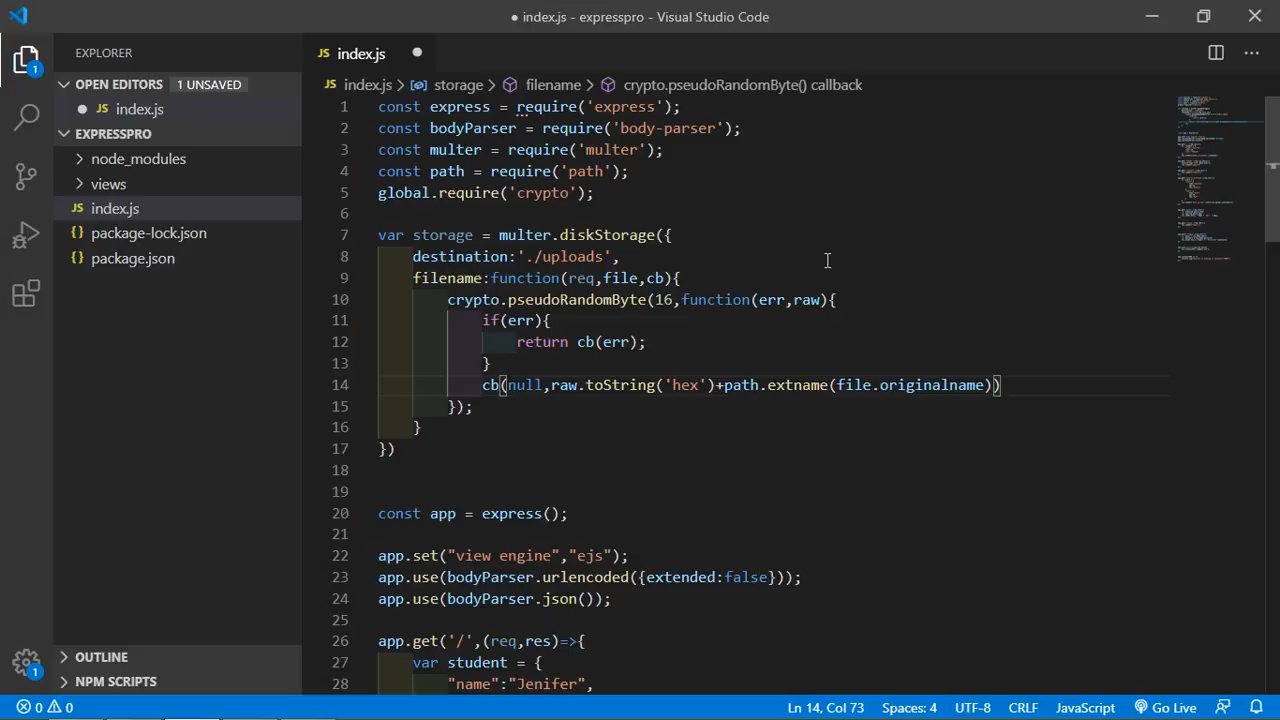 ● index.js - expresspro - Visual Studio Code
EXPLORER
OPEN EDITORS 1 UNSAVED
● JS index.js
EXPRESSPRO
node_modules
views
JS index.js
{} package-lock.json
{} package.json
OUTLINE
NPM SCRIPTS
1
1
JS index.js ●
JS index.js > storage > filename > crypto.pseudoRandomByte() callback
1 const express = require('express');
2 const bodyParser = require('body-parser');
3 const multer = require('multer');
4 const path = require('path');
5 global.require('crypto');
6
7 var storage = multer.diskStorage({
8 destination:'./uploads',
9 filename:function(req,file,cb){
10 crypto.pseudoRandomByte(16,function(err,raw){
11 if(err){
12 return cb(err);
13 }
14 cb(null,raw.toString('hex')+path.extname(file.originalname))
15 });
16 }
17 })
18
19
20 const app = express();
21
22 app.set("view engine","ejs");
23 app.use(bodyParser.urlencoded({extended:false}));
24 app.use(bodyParser.json());
25
26 app.get('/',(req,res)=>{
27 var student = {
28 "name":"Jenifer",
0 0 Ln 14, Col 73 Spaces: 4 UTF-8 CRLF JavaScript Go Live